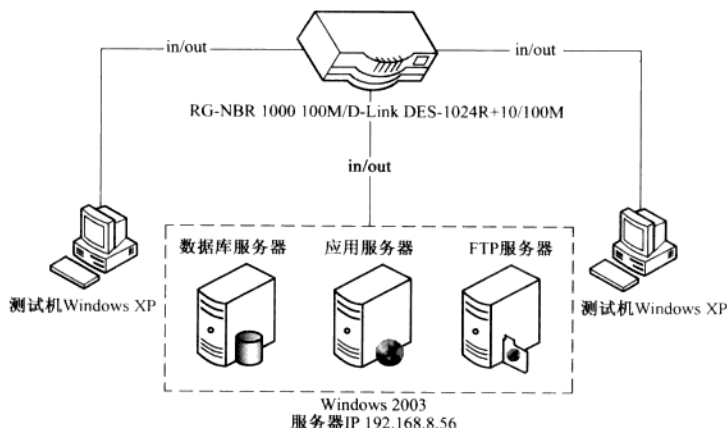 in/out
in/out
RG-NBR 1000 100M/D-Link DES-1024R+10/100M
in/out
数据库服务器
应用服务器
FTP服务器
测试机Windows XP
测试机Windows XP
Windows 2003
服务器IP 192.168.8.56